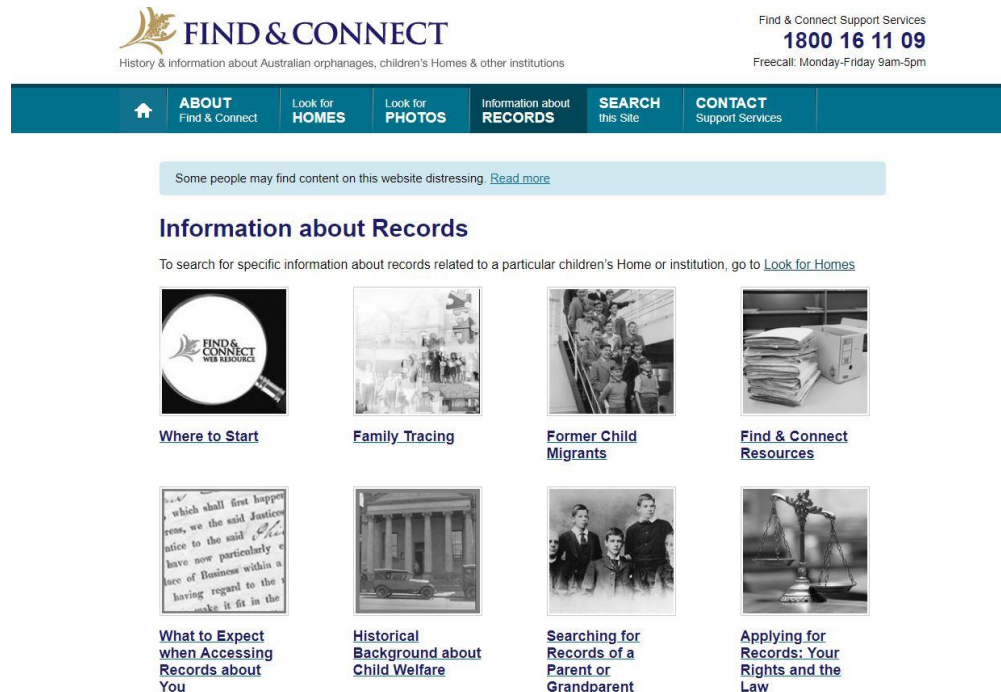 FIND & CONNECT
History & information about Australian orphanages, children's Homes & other institutions
Find & Connect Support Services
1800 16 11 09
Freecall: Monday-Friday 9am-5pm
ABOUT
Find & Connect
Look for
HOMES
Look for
PHOTOS
Information about
RECORDS
SEARCH
this Site
CONTACT
Support Services
Some people may find content on this website distressing. Read more
Information about Records
To search for specific information about records related to a particular children's Home or institution, go to Look for Homes
FIND &
CONNECT
WEB RESOURCE
Where to Start
Family Tracing
Former Child
Migrants
Find & Connect
Resources
which shall first happen
reas, we the said Justices
atice to the said
have now particularly
lace of Business within a
having regard to the
make it fit in the
What to Expect
when Accessing
Records about
You
Historical
Background about
Child Welfare
Searching for
Records of a
Parent or
Grandparent
Applying for
Records: Your
Rights and the
Law